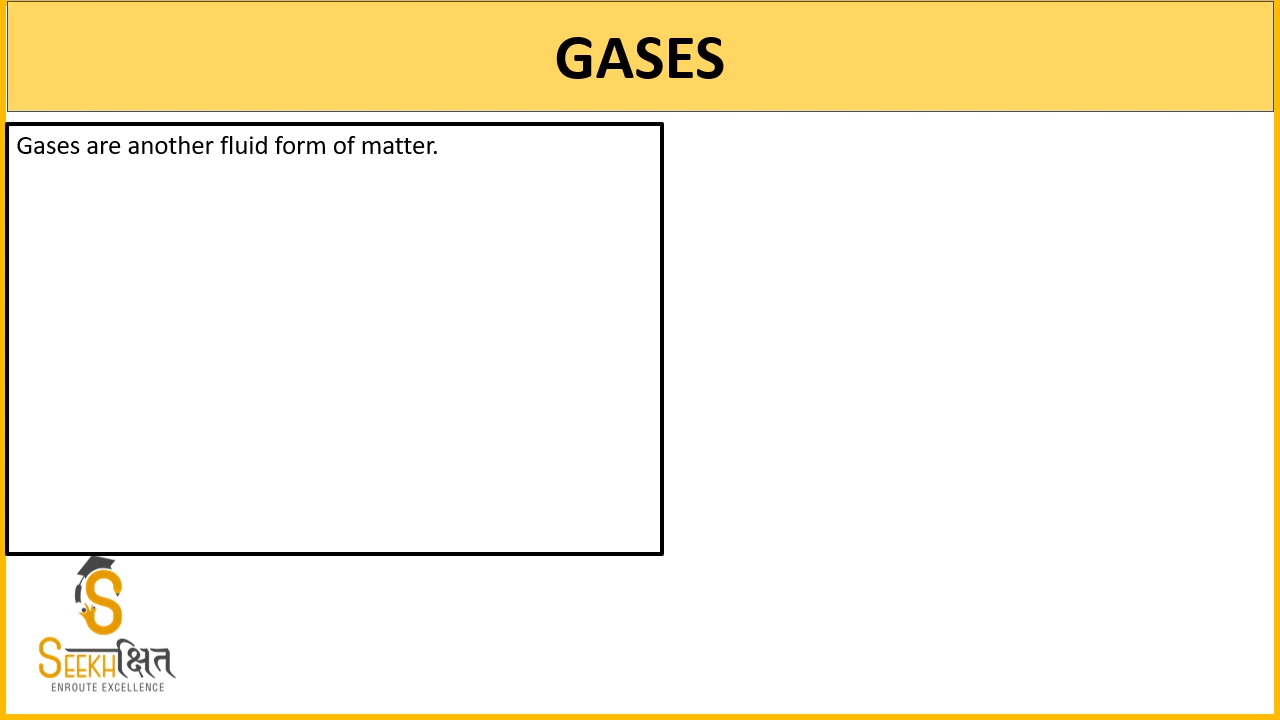 GASES
Gases are another fluid form of matter.
SEEKHक्षित
ENROUTE EXCELLENCE